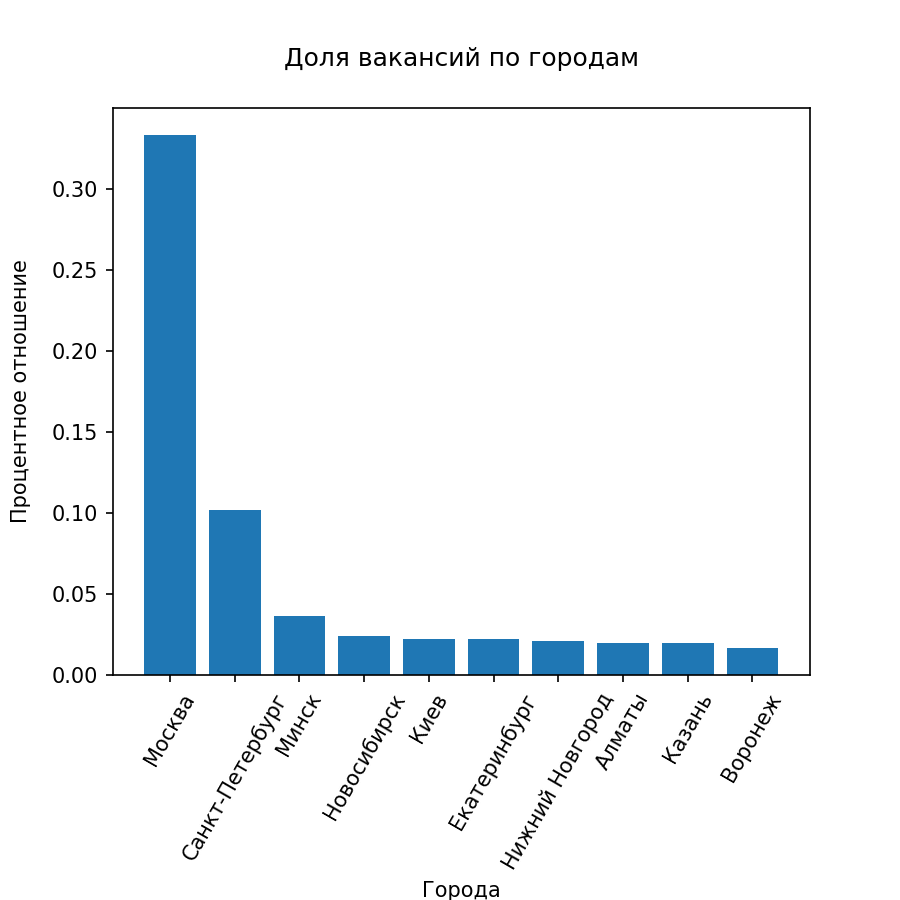 Доля вакансий по городам
Процентное отношение
0.30
0.25
0.20
0.15
0.10
0.05
0.00
Москва
Санкт-Петербург
Минск
Новосибирск
Киев
Екатеринбург
Нижний Новгород
Алматы
Казань
Воронеж
Города